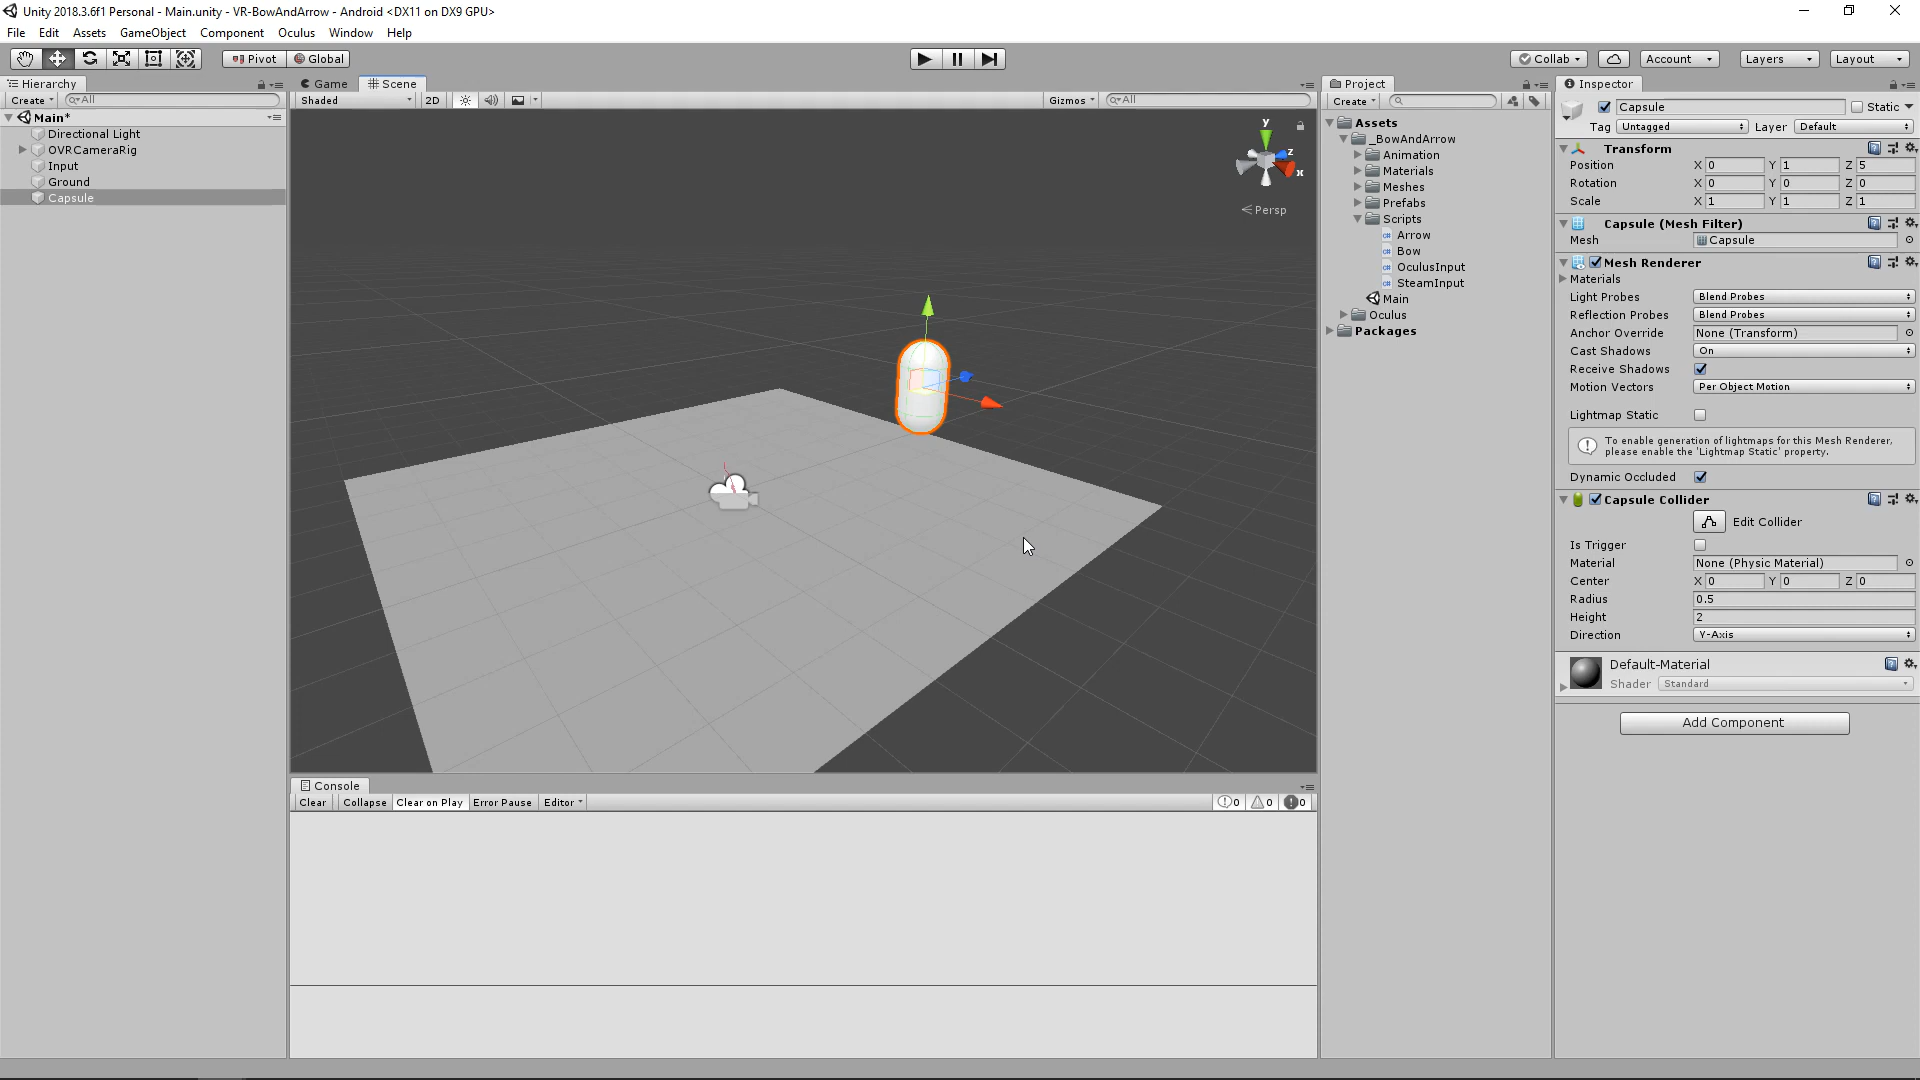 Unity 2018.3.6f1 Personal - Main.unity - VR-BowAndArrow - Android <DX11 on DX9 GPU>
File Edit Assets GameObject Component Oculus Window Help
Pivot Global Collab Account Layers Layout
Hierarchy
Create All
Main*
Directional Light
OVRCameraRig
Input
Ground
Capsule
Game Scene
Shaded 2D Gizmos All
y
z
x
Persp
Console
Clear Collapse Clear on Play Error Pause Editor 0 0 0
Project
Create
Assets
_BowAndArrow
Animation
Materials
Meshes
Prefabs
Scripts
Arrow
Bow
OculusInput
SteamInput
Main
Oculus
Packages
Inspector
Capsule Static
Tag Untagged Layer Default
Transform
Position X 0 Y 1 Z 5
Rotation X 0 Y 0 Z 0
Scale X 1 Y 1 Z 1
Capsule (Mesh Filter)
Mesh Capsule
Mesh Renderer
Materials
Light Probes Blend Probes
Reflection Probes Blend Probes
Anchor Override None (Transform)
Cast Shadows On
Receive Shadows
Motion Vectors Per Object Motion
Lightmap Static
To enable generation of lightmaps for this Mesh Renderer,
please enable the 'Lightmap Static' property.
Dynamic Occluded
Capsule Collider
Edit Collider
Is Trigger
Material None (Physic Material)
Center X 0 Y 0 Z 0
Radius 0.5
Height 2
Direction Y-Axis
Default-Material
Shader Standard
Add Component